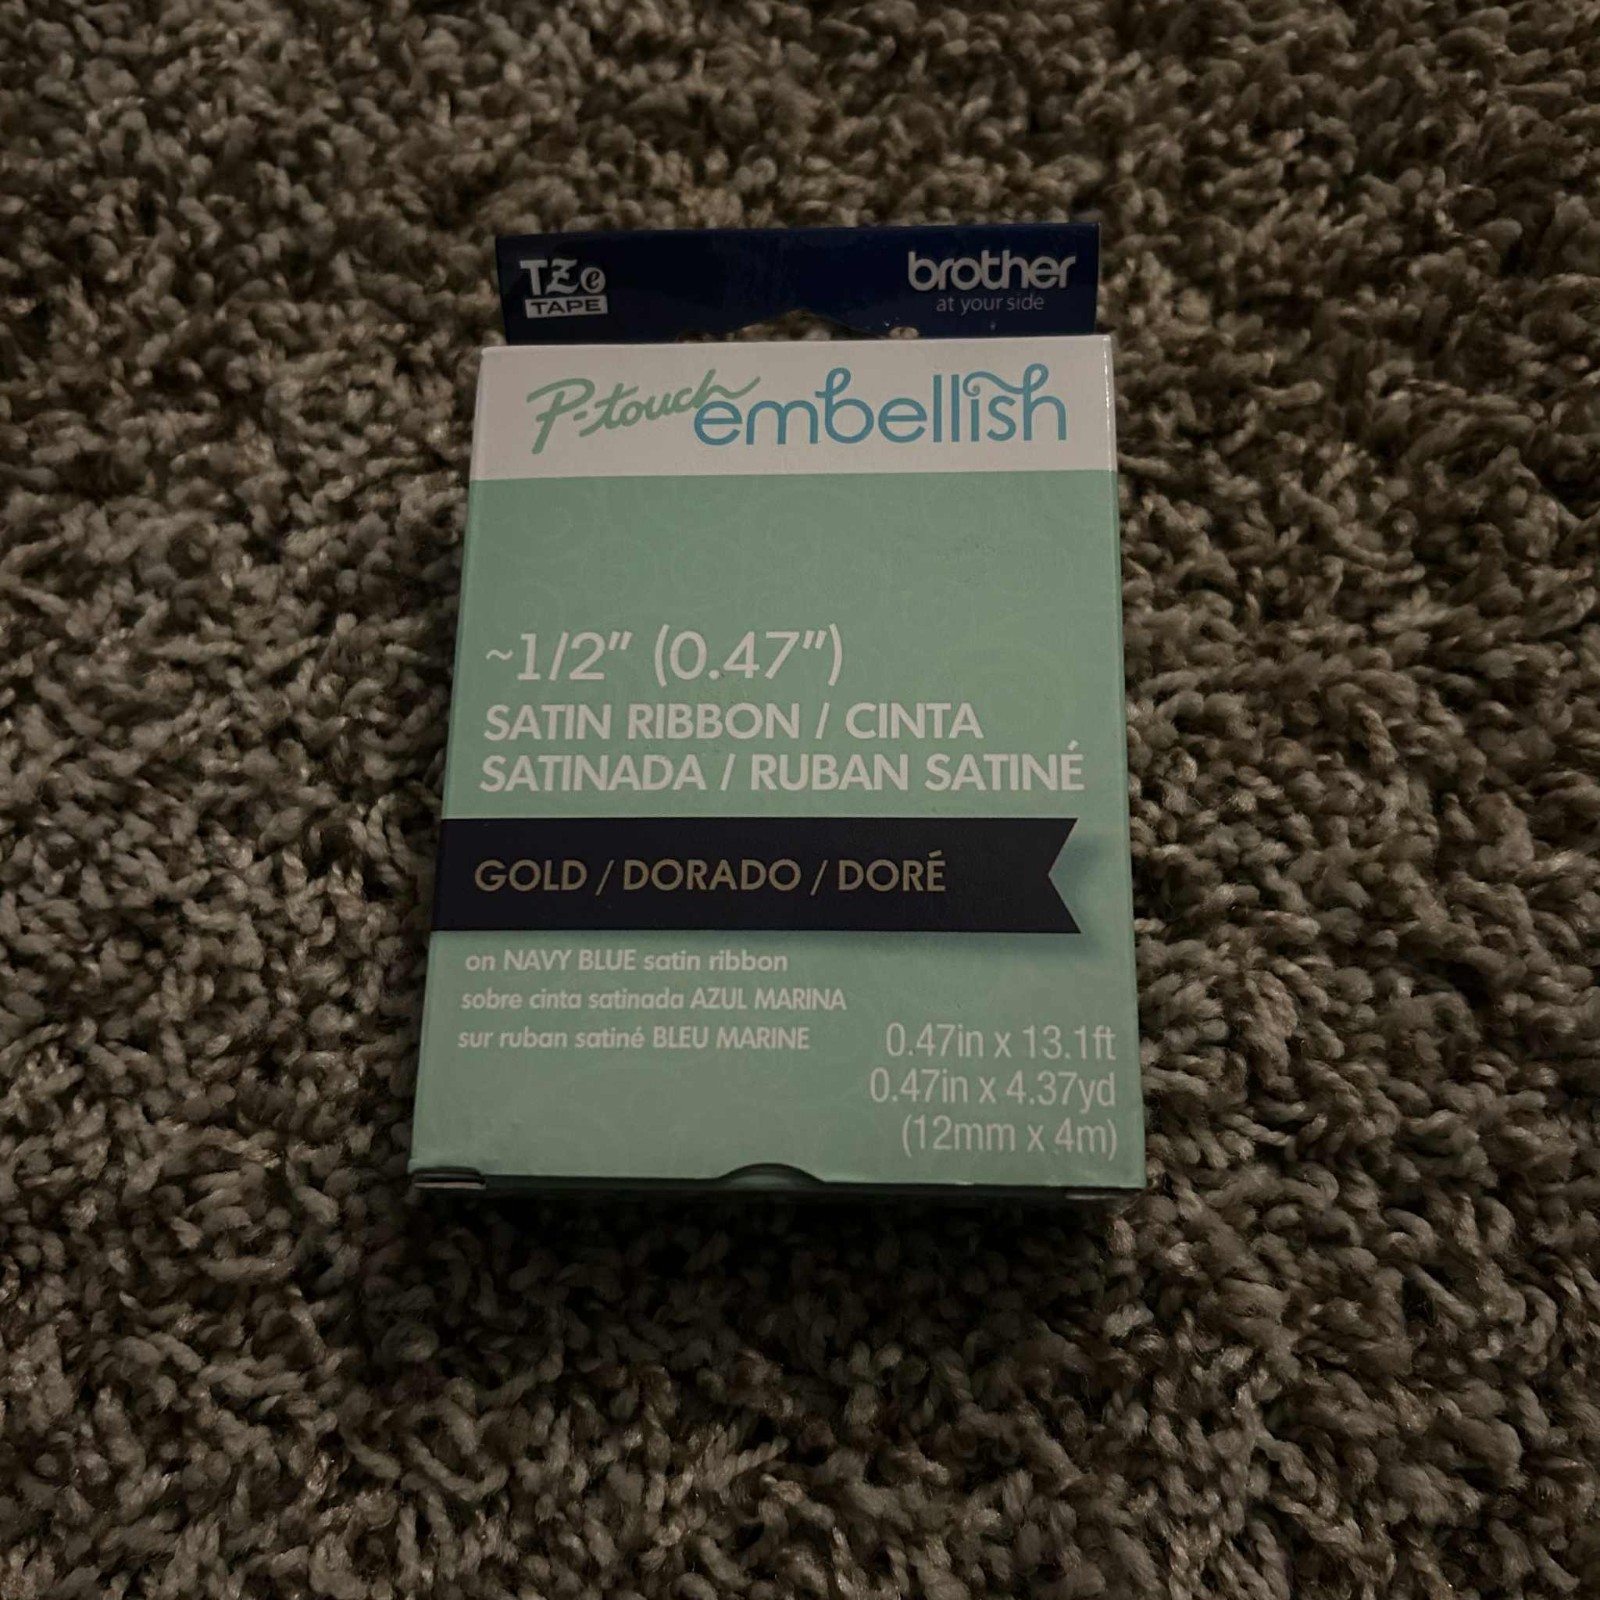 TZe
TAPE
brother
at your side
P-touch embellish
~1/2" (0.47")
SATIN RIBBON / CINTA
SATINADA / RUBAN SATINÉ
GOLD / DORADO / DORÉ
on NAVY BLUE satin ribbon
sobre cinta satinada AZUL MARINA
sur ruban satiné BLEU MARINE
0.47in x 13.1ft
0.47in x 4.37yd
(12mm x 4m)